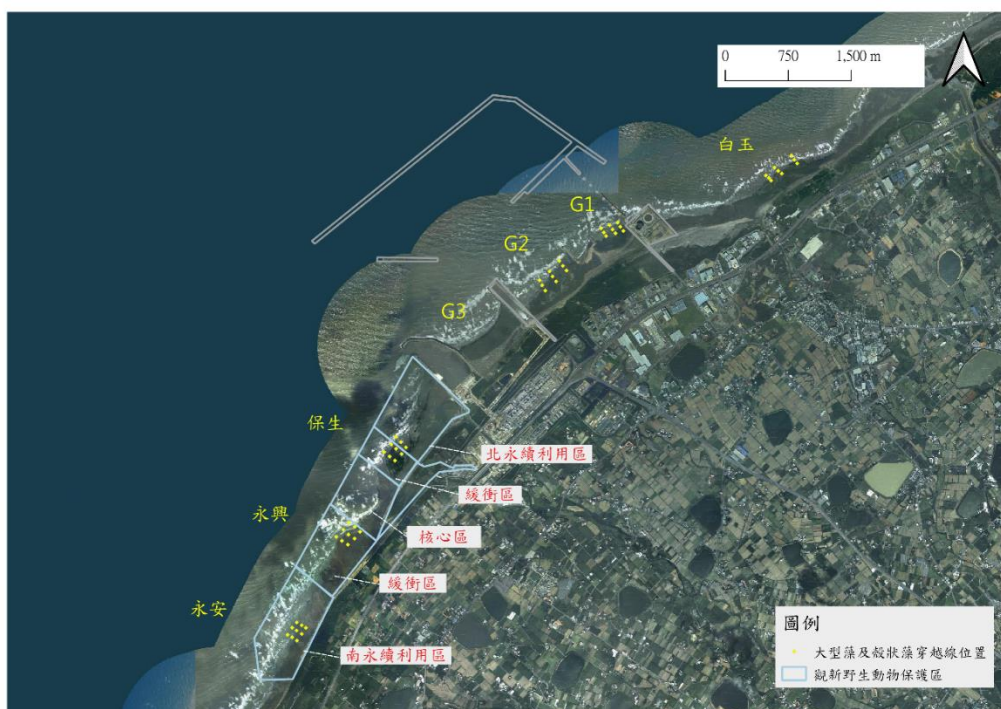 0 750 1,500 m
白玉
G1
G2
G3
保生
北永續利用區
緩衝區
永興
核心區
緩衝區
永安
南永續利用區
圖例
大型藻及殼狀藻穿越線位置
觀新野生動物保護區